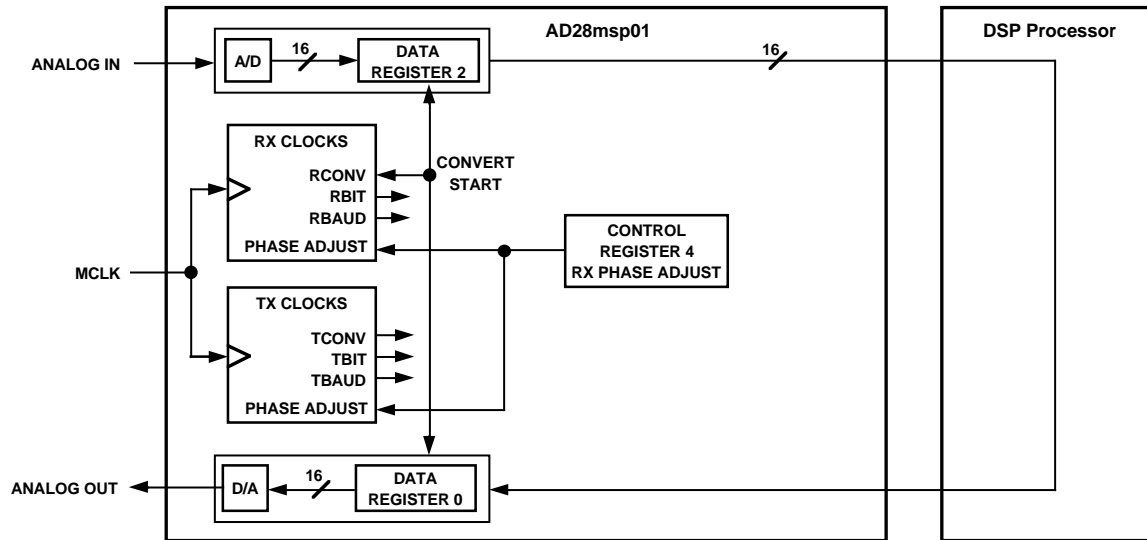 AD28msp01
DSP Processor
ANALOG IN
A/D
16
DATA
REGISTER 2
16
RX CLOCKS
RCONV
RBIT
RBAUD
PHASE ADJUST
CONVERT
START
CONTROL
REGISTER 4
RX PHASE ADJUST
MCLK
TX CLOCKS
TCONV
TBIT
TBAUD
PHASE ADJUST
ANALOG OUT
D/A
16
DATA
REGISTER 0